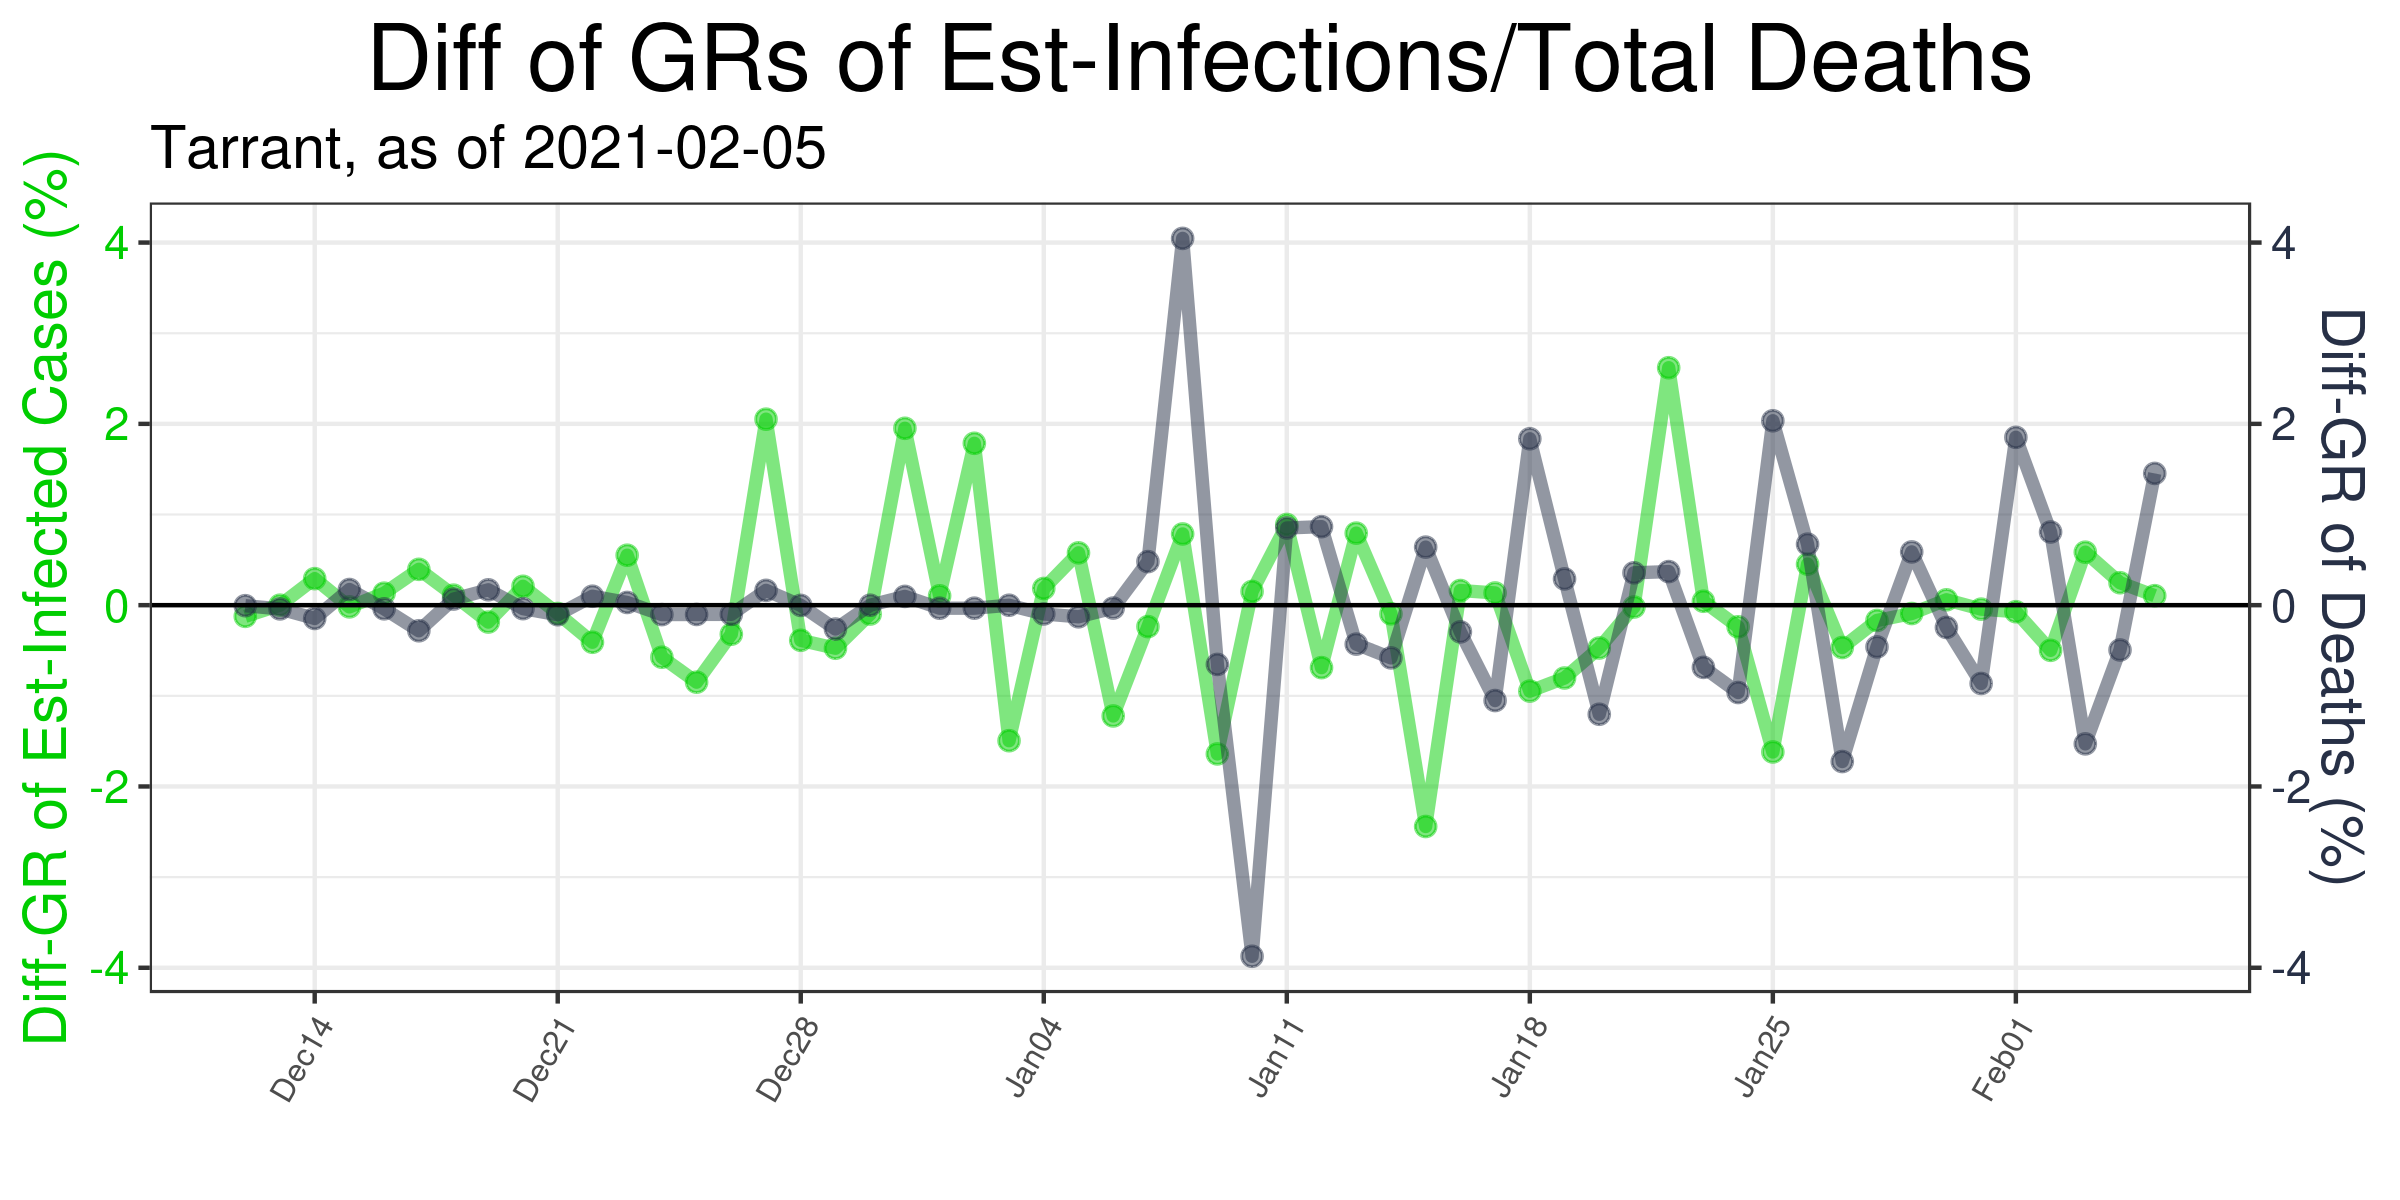 Diff of GRs of Est-Infections/Total Deaths
Tarrant, as of 2021-02-05
Diff-GR of Est-Infected Cases (%)
4
2
0
-2
-4
4
2
0
-2
-4
Diff-GR of Deaths (%)
Dec14
Dec21
Dec28
Jan04
Jan11
Jan18
Jan25
Feb01